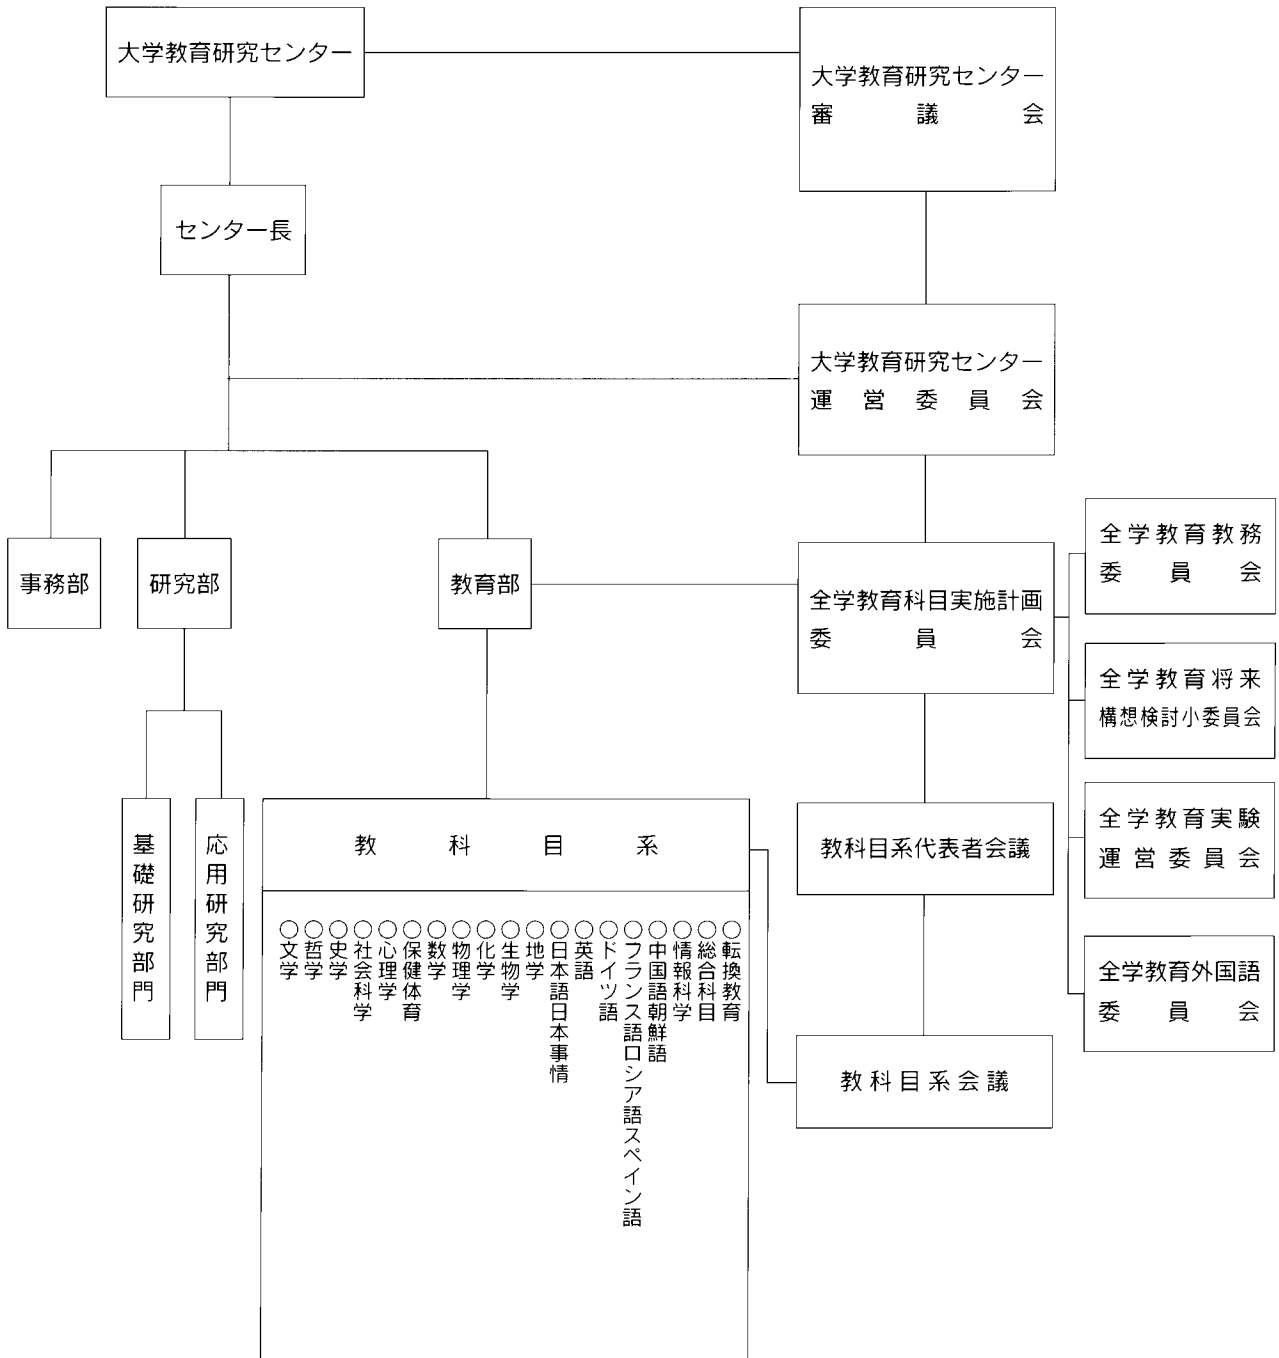 大学教育研究センター
大学教育研究センター
審議会
センター長
大学教育研究センター
運営委員会
事務部
研究部
教育部
全学教育科目実施計画
委員会
全学教育教務
委員会
全学教育将来
構想検討小委員会
全学教育実験
運営委員会
全学教育外国語
委員会
基礎研究部門
応用研究部門
教科目系
教科目系代表者会議
教科目系会議
○文学
○哲学
○史学
○社会科学
○心理学
○保健体育
○数学
○物理学
○化学
○生物学
○地学
○日本語日本事情
○英語
○ドイツ語
○フランス語ロシア語スペイン語
○中国語朝鮮語
○情報科学
○総合科目
○転換教育